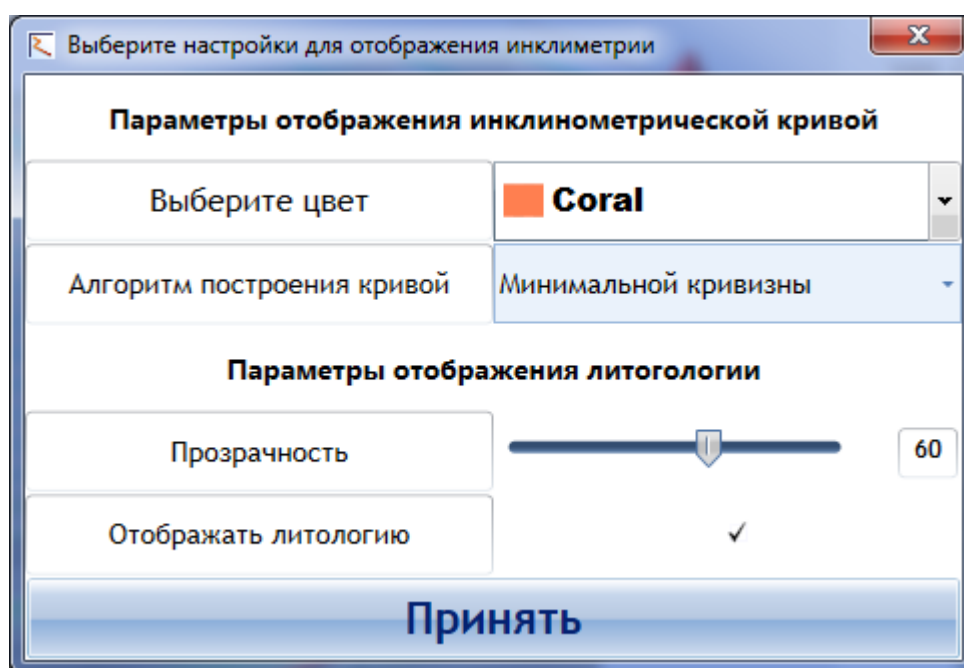 Выберите настройки для отображения инклиметрии
Параметры отображения инклинометрической кривой
Выберите цвет
Coral
Алгоритм построения кривой
Минимальной кривизны
Параметры отображения литогологии
Прозрачность
60
Отображать литологию
Принять